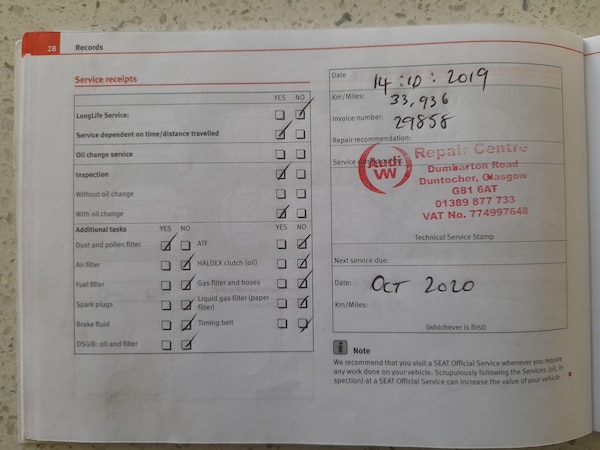 28 Records
Service receipts
YES NO
LongLife Service:
Service dependent on time/distance travelled
Oil change service
Inspection
Without oil change
With oil change
Additional tasks YES NO YES NO
Dust and pollen filter ATF
Air filter HALDEX clutch (oil)
Fuel filter Gas filter and hoses
Spark plugs Liquid gas filter (paper
filter)
Brake fluid Timing belt
DSG®: oil and filter
Date 14:10:2019
Km/Miles: 33,936
Invoice number: 29858
Repair recommendation:
Service
Audi
VW
Repair Centre
Dumbarton Road
Duntocher, Glasgow
G81 6AT
01389 877 733
VAT No. 774997648
Technical Service Stamp
Next service due:
Date: OCT 2020
Km/Miles:
(whichever is first)
Note
We recommend that you visit a SEAT Official Service whenever you require
any work done on your vehicle. Scrupulously following the Services (oil, in-
spection) at a SEAT Official Service can increase the value of your vehicle.